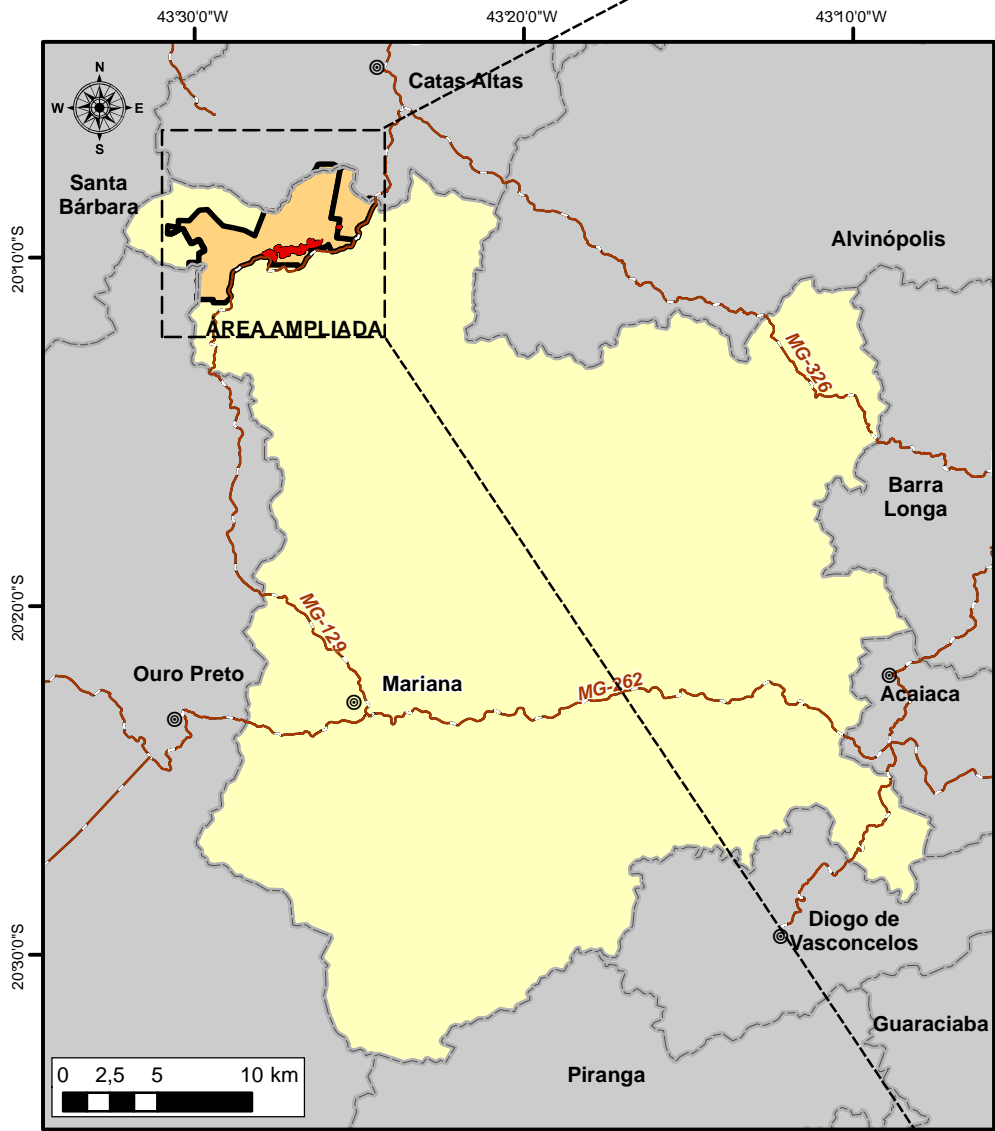 43°30'0"W
43°20'0"W
43°10'0"W
N
W
E
S
Catas Altas
Santa
Bárbara
Alvinópolis
20°10'0"S
ÁREA AMPLIADA
MG-326
Barra
Longa
20°20'0"S
MG-129
Ouro Preto
Mariana
MG-262
Acaiaca
Diogo de
Vasconcelos
20°30'0"S
Guaraciaba
Piranga
0 2,5 5 10 km